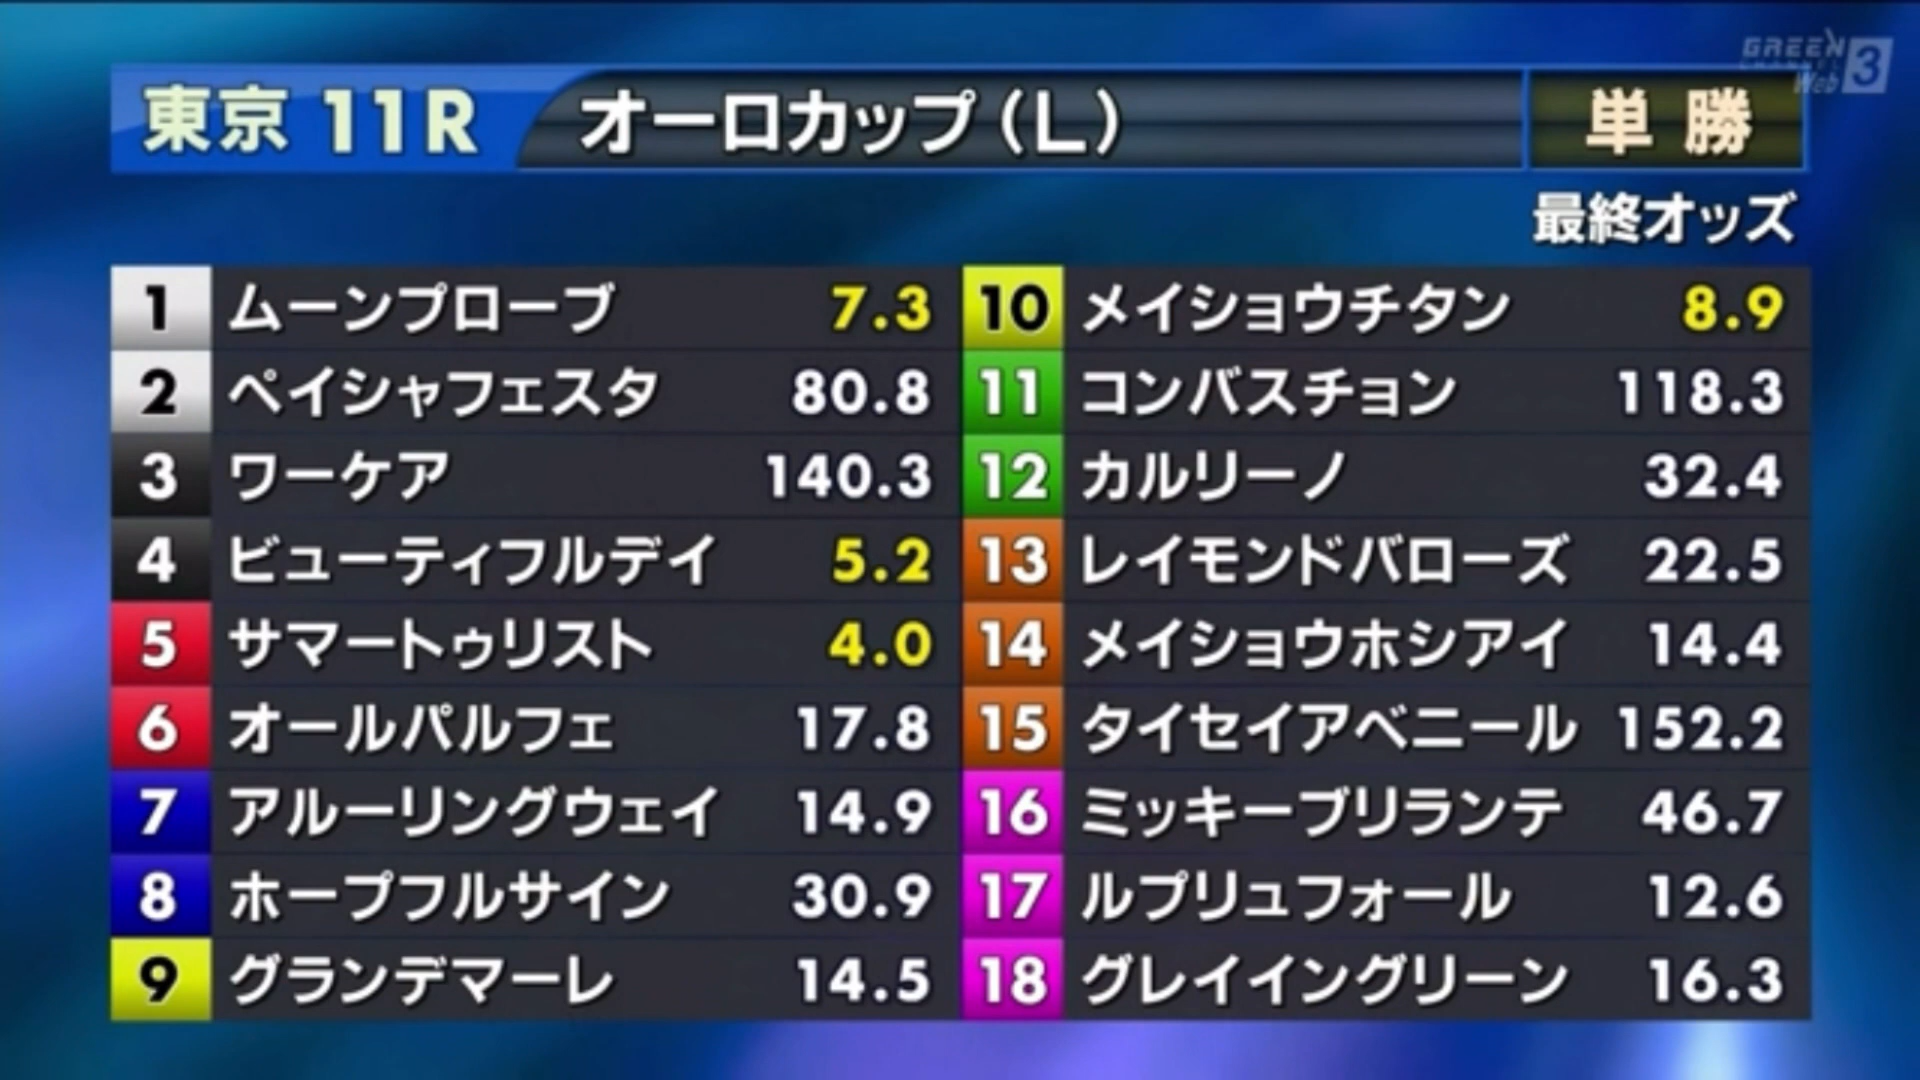 GREEN CHANNEL Web 3
東京 11R オーロカップ（L） 単勝
最終オッズ
1 ムーンプローブ 7.3
2 ペイシャフェスタ 80.8
3 ワーケア 140.3
4 ビューティフルデイ 5.2
5 サマートゥリスト 4.0
6 オールパルフェ 17.8
7 アルーリングウェイ 14.9
8 ホープフルサイン 30.9
9 グランデマーレ 14.5
10 メイショウチタン 8.9
11 コンバスチョン 118.3
12 カルリーノ 32.4
13 レイモンドバローズ 22.5
14 メイショウホシアイ 14.4
15 タイセイアベニール 152.2
16 ミッキーブリランテ 46.7
17 ルプリュフォール 12.6
18 グレイイングリーン 16.3